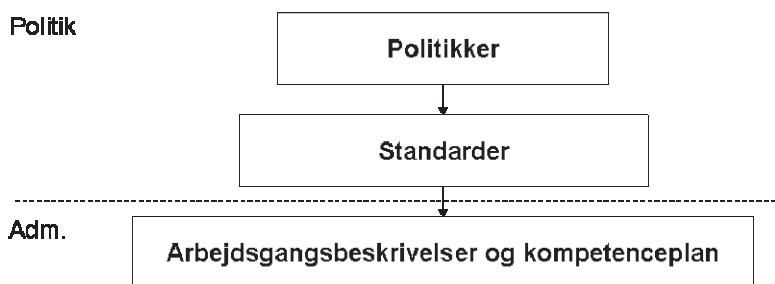 Politik
Politikker
Standarder
Adm.
Arbejdsgangsbeskrivelser og kompetenceplan